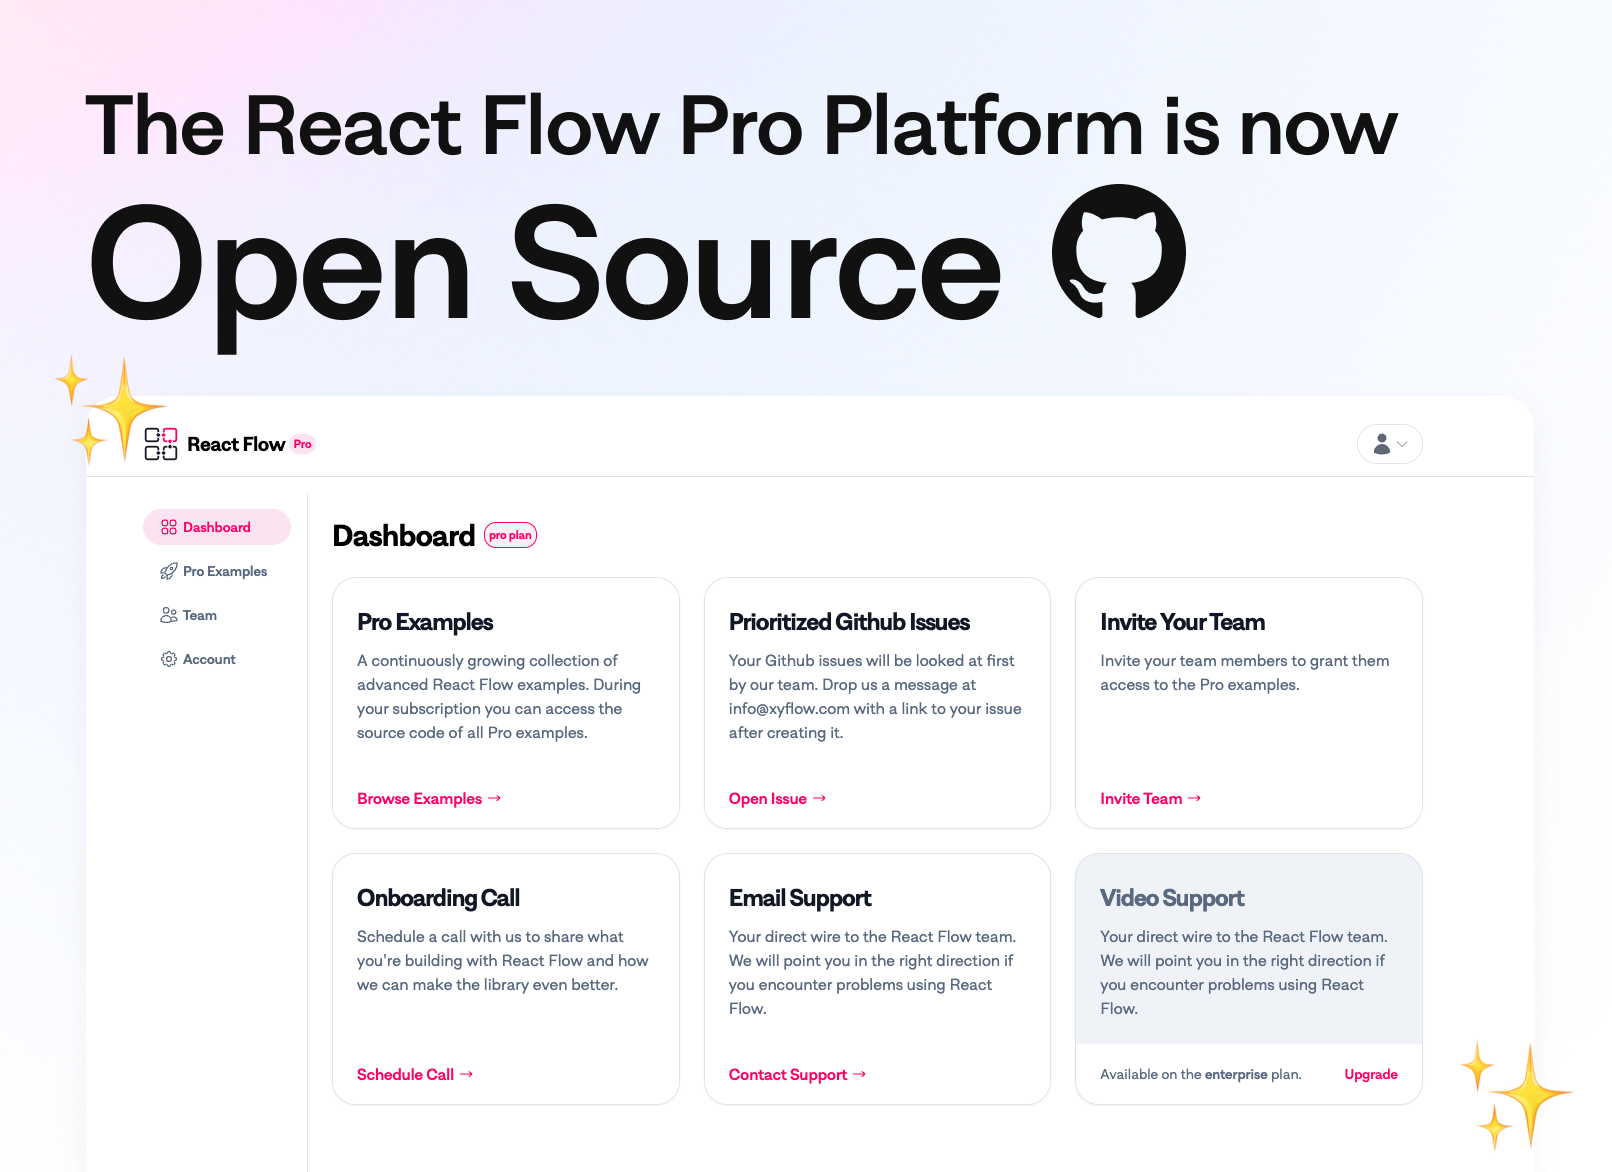 The React Flow Pro Platform is now
Open Source
React Flow Pro
Dashboard
Pro Examples
Team
Account
Dashboard pro plan
Pro Examples
A continuously growing collection of
advanced React Flow examples. During
your subscription you can access the
source code of all Pro examples.
Browse Examples →
Prioritized Github Issues
Your Github issues will be looked at first
by our team. Drop us a message at
info@xyflow.com with a link to your issue
after creating it.
Open Issue →
Invite Your Team
Invite your team members to grant them
access to the Pro examples.
Invite Team →
Onboarding Call
Schedule a call with us to share what
you're building with React Flow and how
we can make the library even better.
Schedule Call →
Email Support
Your direct wire to the React Flow team.
We will point you in the right direction if
you encounter problems using React
Flow.
Contact Support →
Video Support
Your direct wire to the React Flow team.
We will point you in the right direction if
you encounter problems using React
Flow.
Available on the enterprise plan. Upgrade